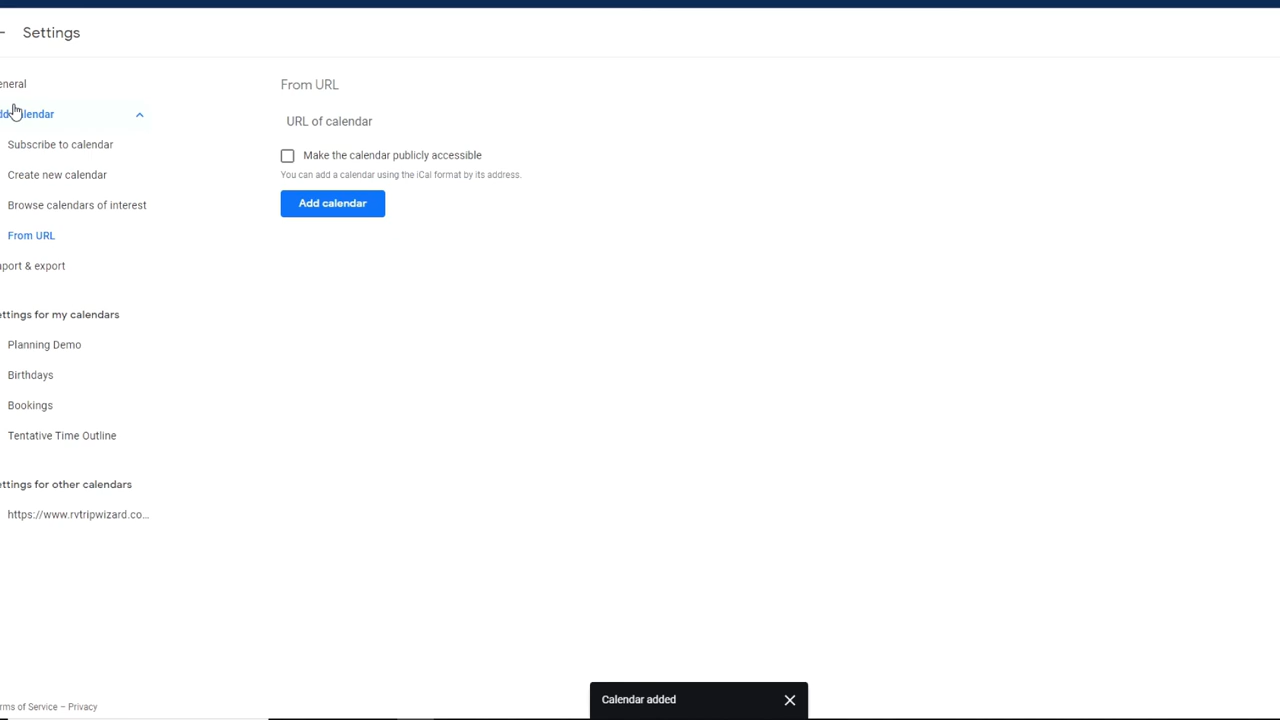 Settings
eneral
From URL
URL of calendar
Make the calendar publicly accessible
You can add a calendar using the iCal format by its address.
Add calendar
Subscribe to calendar
Create new calendar
Browse calendars of interest
From URL
port & export
ettings for my calendars
Planning Demo
Birthdays
Bookings
Tentative Time Outline
ettings for other calendars
https://www.rvtripwizard.co...
rms of Service – Privacy
Calendar added